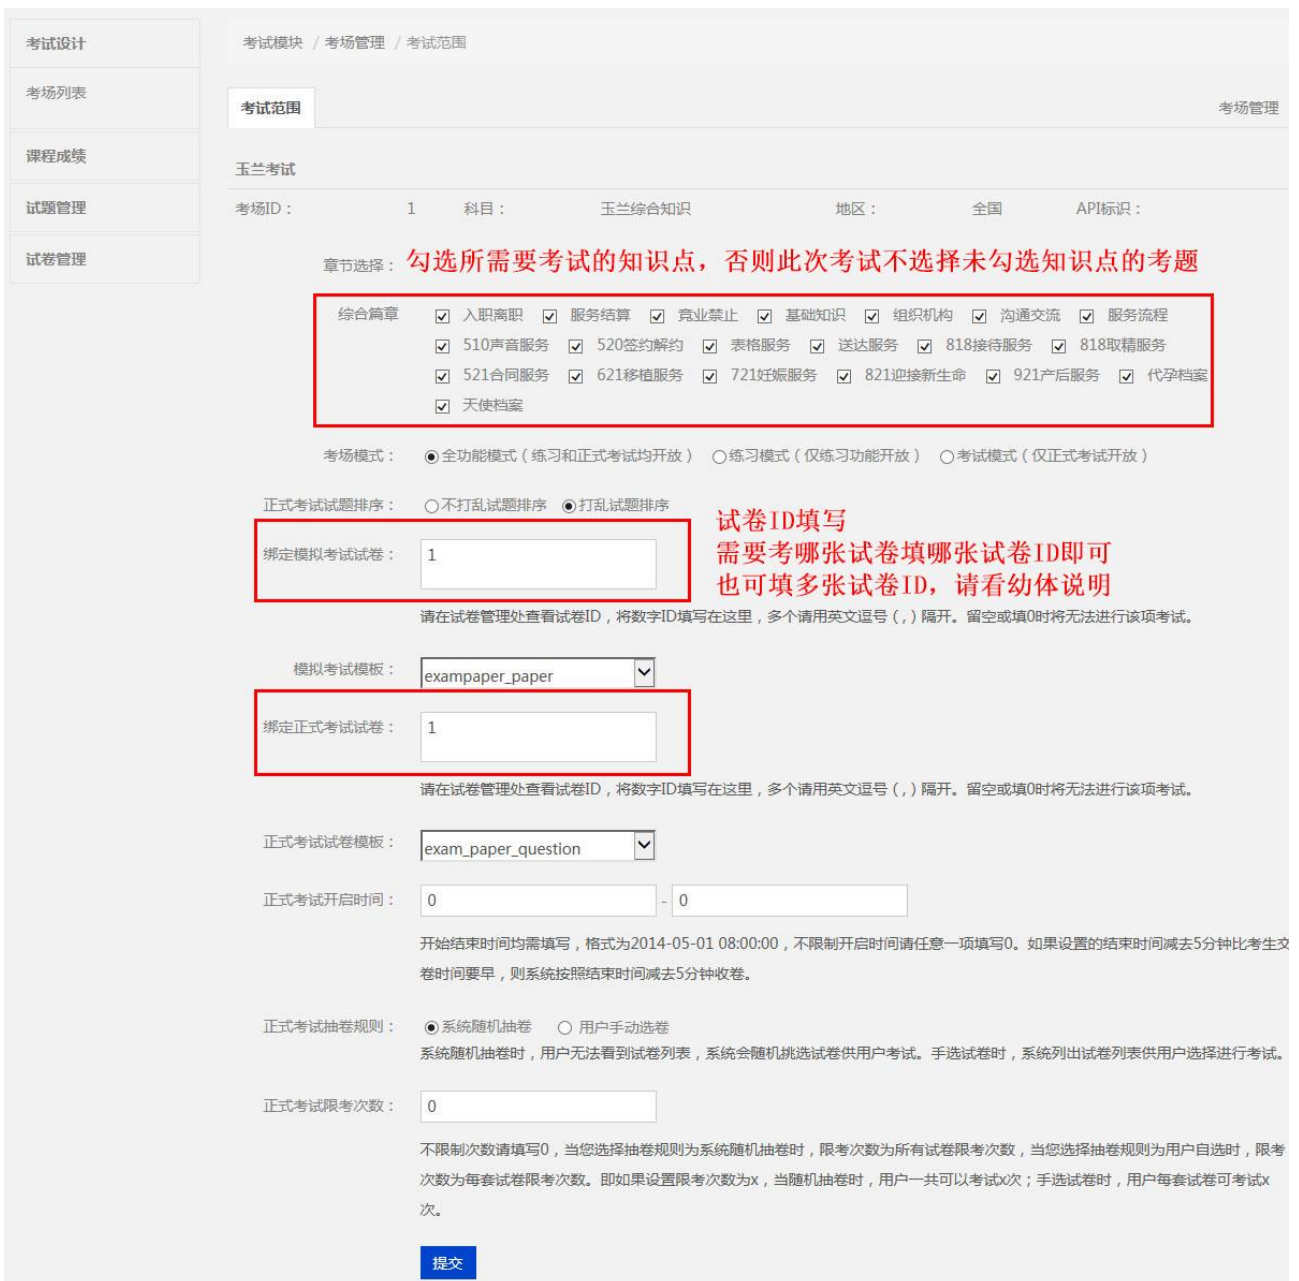 考试设计
考场列表
课程成绩
试题管理
试卷管理
考试模块 / 考场管理 / 考试范围
考试范围
考场管理
玉兰考试
考场ID： 1 科目： 玉兰综合知识 地区： 全国 API标识：
章节选择： 勾选所需要考试的知识点，否则此次考试不选择未勾选知识点的考题
综合篇章 入职离职 服务结算 竞业禁止 基础知识 组织机构 沟通交流 服务流程
510声音服务 520签约解约 表格服务 送达服务 818接待服务 818取精服务
521合同服务 621移植服务 721妊娠服务 821迎接新生命 921产后服务 代孕档案
天使档案
考场模式： 全功能模式（练习和正式考试均开放） 练习模式（仅练习功能开放） 考试模式（仅正式考试开放）
正式考试试题排序： 不打乱试题排序 打乱试题排序
试卷ID填写
需要考哪张试卷填哪张试卷ID即可
也可填多张试卷ID，请看幼体说明
绑定模拟考试试卷： 1
请在试卷管理处查看试卷ID，将数字ID填写在这里，多个请用英文逗号（,）隔开。留空或填0时将无法进行该项考试。
模拟考试模板： exampaper_paper
绑定正式考试试卷： 1
请在试卷管理处查看试卷ID，将数字ID填写在这里，多个请用英文逗号（,）隔开。留空或填0时将无法进行该项考试。
正式考试试卷模板： exam_paper_question
正式考试开启时间： 0 - 0
开始结束时间均需填写，格式为2014-05-01 08:00:00，不限制开启时间请任意一项填写0。如果设置的结束时间减去5分钟比考生交
卷时间要早，则系统按照结束时间减去5分钟收卷。
正式考试抽卷规则： 系统随机抽卷 用户手动选卷
系统随机抽卷时，用户无法看到试卷列表，系统会随机挑选试卷供用户考试。手选试卷时，系统列出试卷列表供用户选择进行考试。
正式考试限考次数： 0
不限制次数请填写0，当您选择抽卷规则为系统随机抽卷时，限考次数为所有试卷限考次数，当您选择抽卷规则为用户自选时，限考
次数为每套试卷限考次数。即如果设置限考次数为x，当随机抽卷时，用户一共可以考试x次；手选试卷时，用户每套试卷可考试x
次。
提交